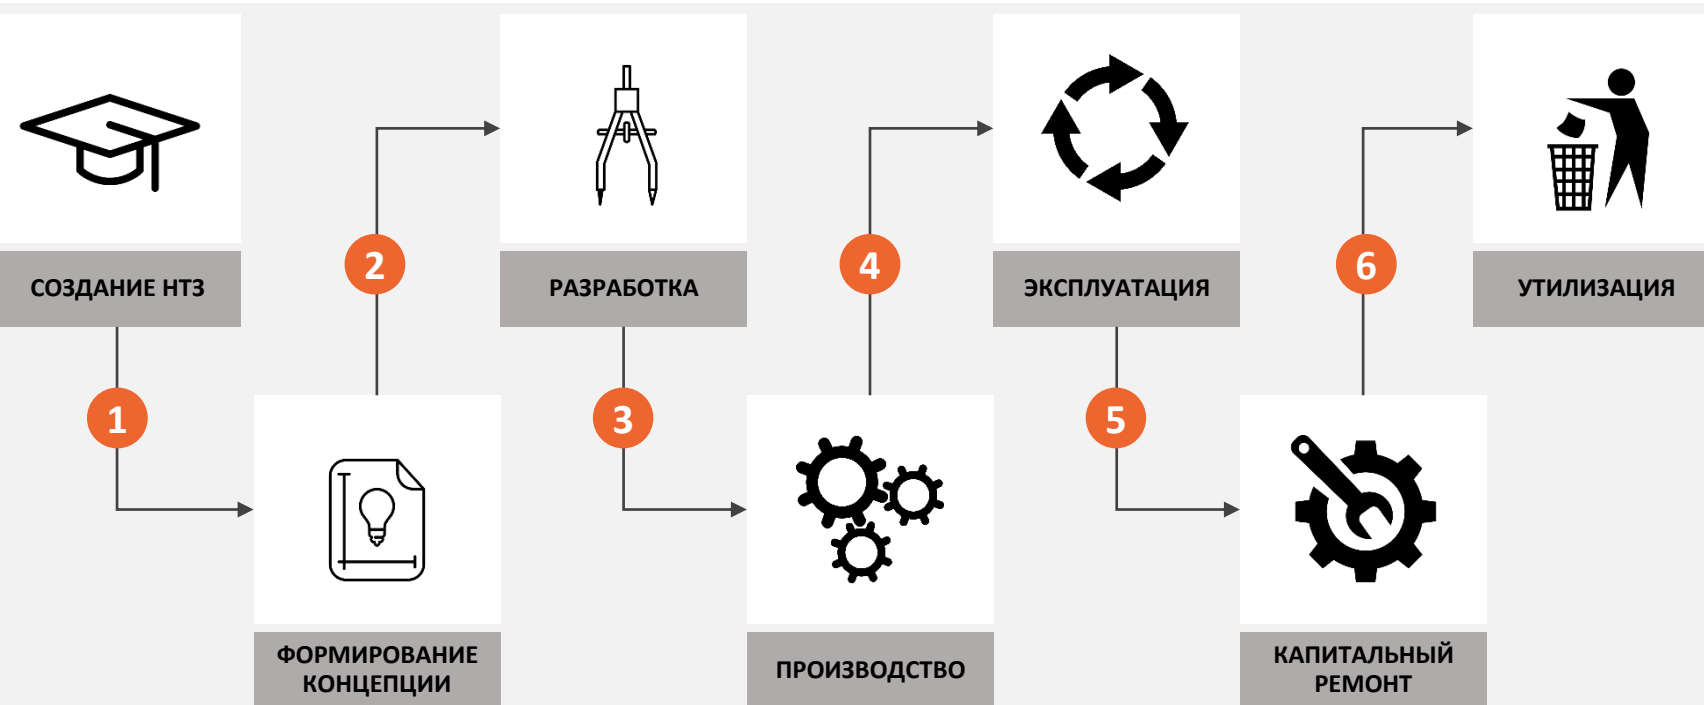 СОЗДАНИЕ НТЗ
1
ФОРМИРОВАНИЕ
КОНЦЕПЦИИ
2
РАЗРАБОТКА
3
ПРОИЗВОДСТВО
4
ЭКСПЛУАТАЦИЯ
5
КАПИТАЛЬНЫЙ
РЕМОНТ
6
УТИЛИЗАЦИЯ